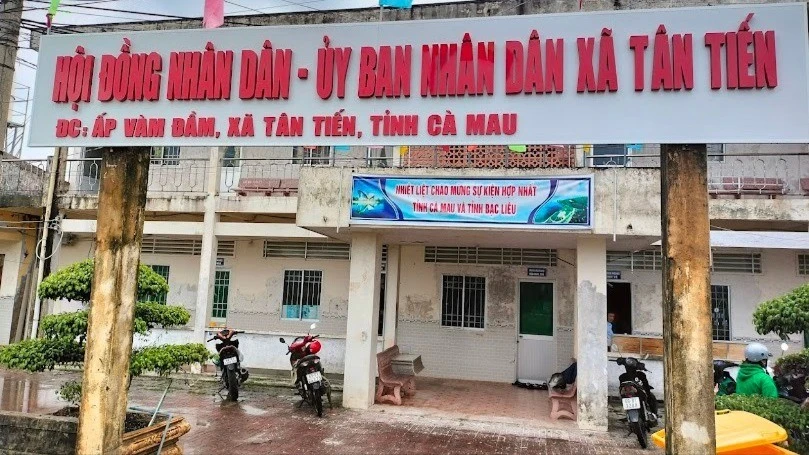 HỘI ĐỒNG NHÂN DÂN - ỦY BAN NHÂN DÂN XÃ TÂN TIẾN
ĐC: ẤP VÀM ĐẦM, XÃ TÂN TIẾN, TỈNH CÀ MAU
NHIỆT LIỆT CHÀO MỪNG SỰ KIỆN HỢP NHẤT
TỈNH CÀ MAU VÀ TỈNH BẠC LIÊU